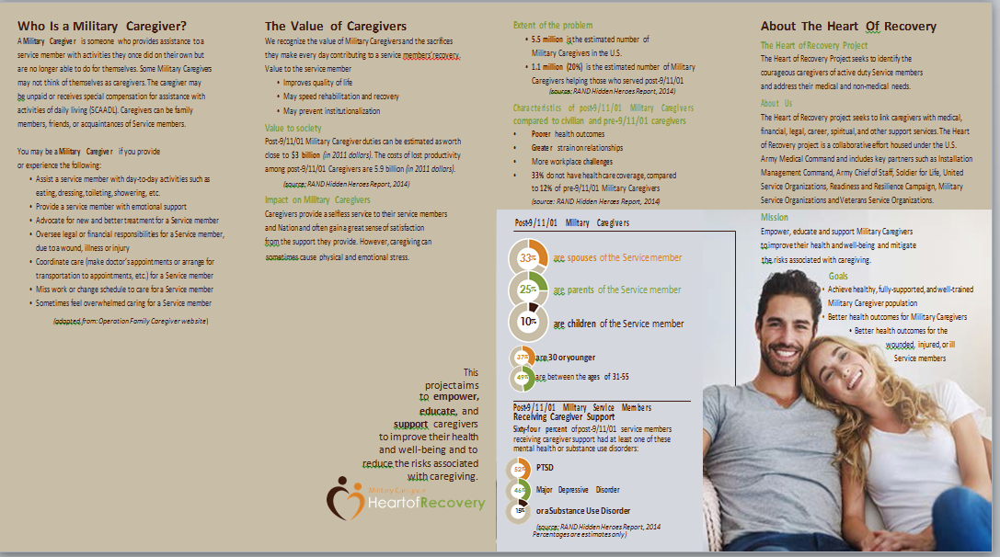 Who Is a Military Caregiver?
A Military Caregiver is someone who provides assistance to a
service member with activities they once did on their own but
are no longer able to do for themselves. Some Military Caregivers
may not think of themselves as caregivers. The caregiver may
be unpaid or receives special compensation for assistance with
activities of daily living (SCAADL). Caregivers can be family
members, friends, or acquaintances of Service members.
You may be a Military Caregiver if you provide
or experience the following:
• Assist a service member with day-to-day activities such as
eating, dressing, toileting, showering, etc.
• Provide a service member with emotional support
• Advocate for new and better treatment for a Service member
• Oversee legal or financial responsibilities for a Service member,
due to a wound, illness or injury
• Coordinate care (make doctor's appointments or arrange for
transportation to appointments, etc.) for a Service member
• Miss work or change schedule to care for a Service member
• Sometimes feel overwhelmed caring for a Service member
(adapted from: Operation Family Caregiver website)
The Value of Caregivers
We recognize the value of Military Caregivers and the sacrifices
they make every day contributing to a service members' recovery.
Value to the service member
• Improves quality of life
• May speed rehabilitation and recovery
• May prevent institutionalization
Value to society
Post-9/11/01 Military Caregiver duties can be estimated as worth
close to $3 billion (in 2011 dollars). The costs of lost productivity
among post-9/11/01 Caregivers are 5.9 billion (in 2011 dollars).
(source: RAND Hidden Heroes Report, 2014)
Impact on Military Caregivers
Caregivers provide a selfless service to their service members
and Nation and often gain a great sense of satisfaction
from the support they provide. However, caregiving can
sometimes cause physical and emotional stress.
This
project aims
to empower,
educate, and
support caregivers
to improve their health
and well-being and to
reduce the risks associated
with caregiving.
Military Caregiver
HeartofRecovery
Extent of the problem
• 5.5 million is the estimated number of
Military Caregivers in the U.S.
• 1.1 million (20%) is the estimated number of Military
Caregivers helping those who served post-9/11/01
(source: RAND Hidden Heroes Report, 2014)
Characteristics of post-9/11/01 Military Caregivers
compared to civilian and pre-9/11/01 caregivers
• Poorer health outcomes
• Greater strain on relationships
• More workplace challenges
• 33% do not have health care coverage, compared
to 12% of pre-9/11/01 Military Caregivers
(source: RAND Hidden Heroes Report, 2014)
Post-9/11/01 Military Caregivers
33% are spouses of the Service member
25% are parents of the Service member
10% are children of the Service member
37% are 30 or younger
49% are between the ages of 31-55
Post-9/11/01 Military Service Members
Receiving Caregiver Support
Sixty-four percent of post-9/11/01 service members
receiving caregiver support had at least one of these
mental health or substance use disorders:
52% PTSD
46% Major Depressive Disorder
15% or a Substance Use Disorder
(source: RAND Hidden Heroes Report, 2014
Percentages are estimates only)
About The Heart Of Recovery
The Heart of Recovery Project
The Heart of Recovery Project seeks to identify the
courageous caregivers of active duty Service members
and address their medical and non-medical needs.
About Us
The Heart of Recovery project seeks to link caregivers with medical,
financial, legal, career, spiritual, and other support services. The Heart
of Recovery project is a collaborative effort housed under the U.S.
Army Medical Command and includes key partners such as Installation
Management Command, Army Chief of Staff, Soldier for Life, United
Service Organizations, Readiness and Resilience Campaign, Military
Service Organizations and Veterans Service Organizations.
Mission
Empower, educate and support Military Caregivers
to improve their health and well-being and mitigate
the risks associated with caregiving.
Goals
• Achieve healthy, fully-supported, and well-trained
Military Caregiver population
• Better health outcomes for Military Caregivers
• Better health outcomes for the
wounded, injured, or ill
Service members